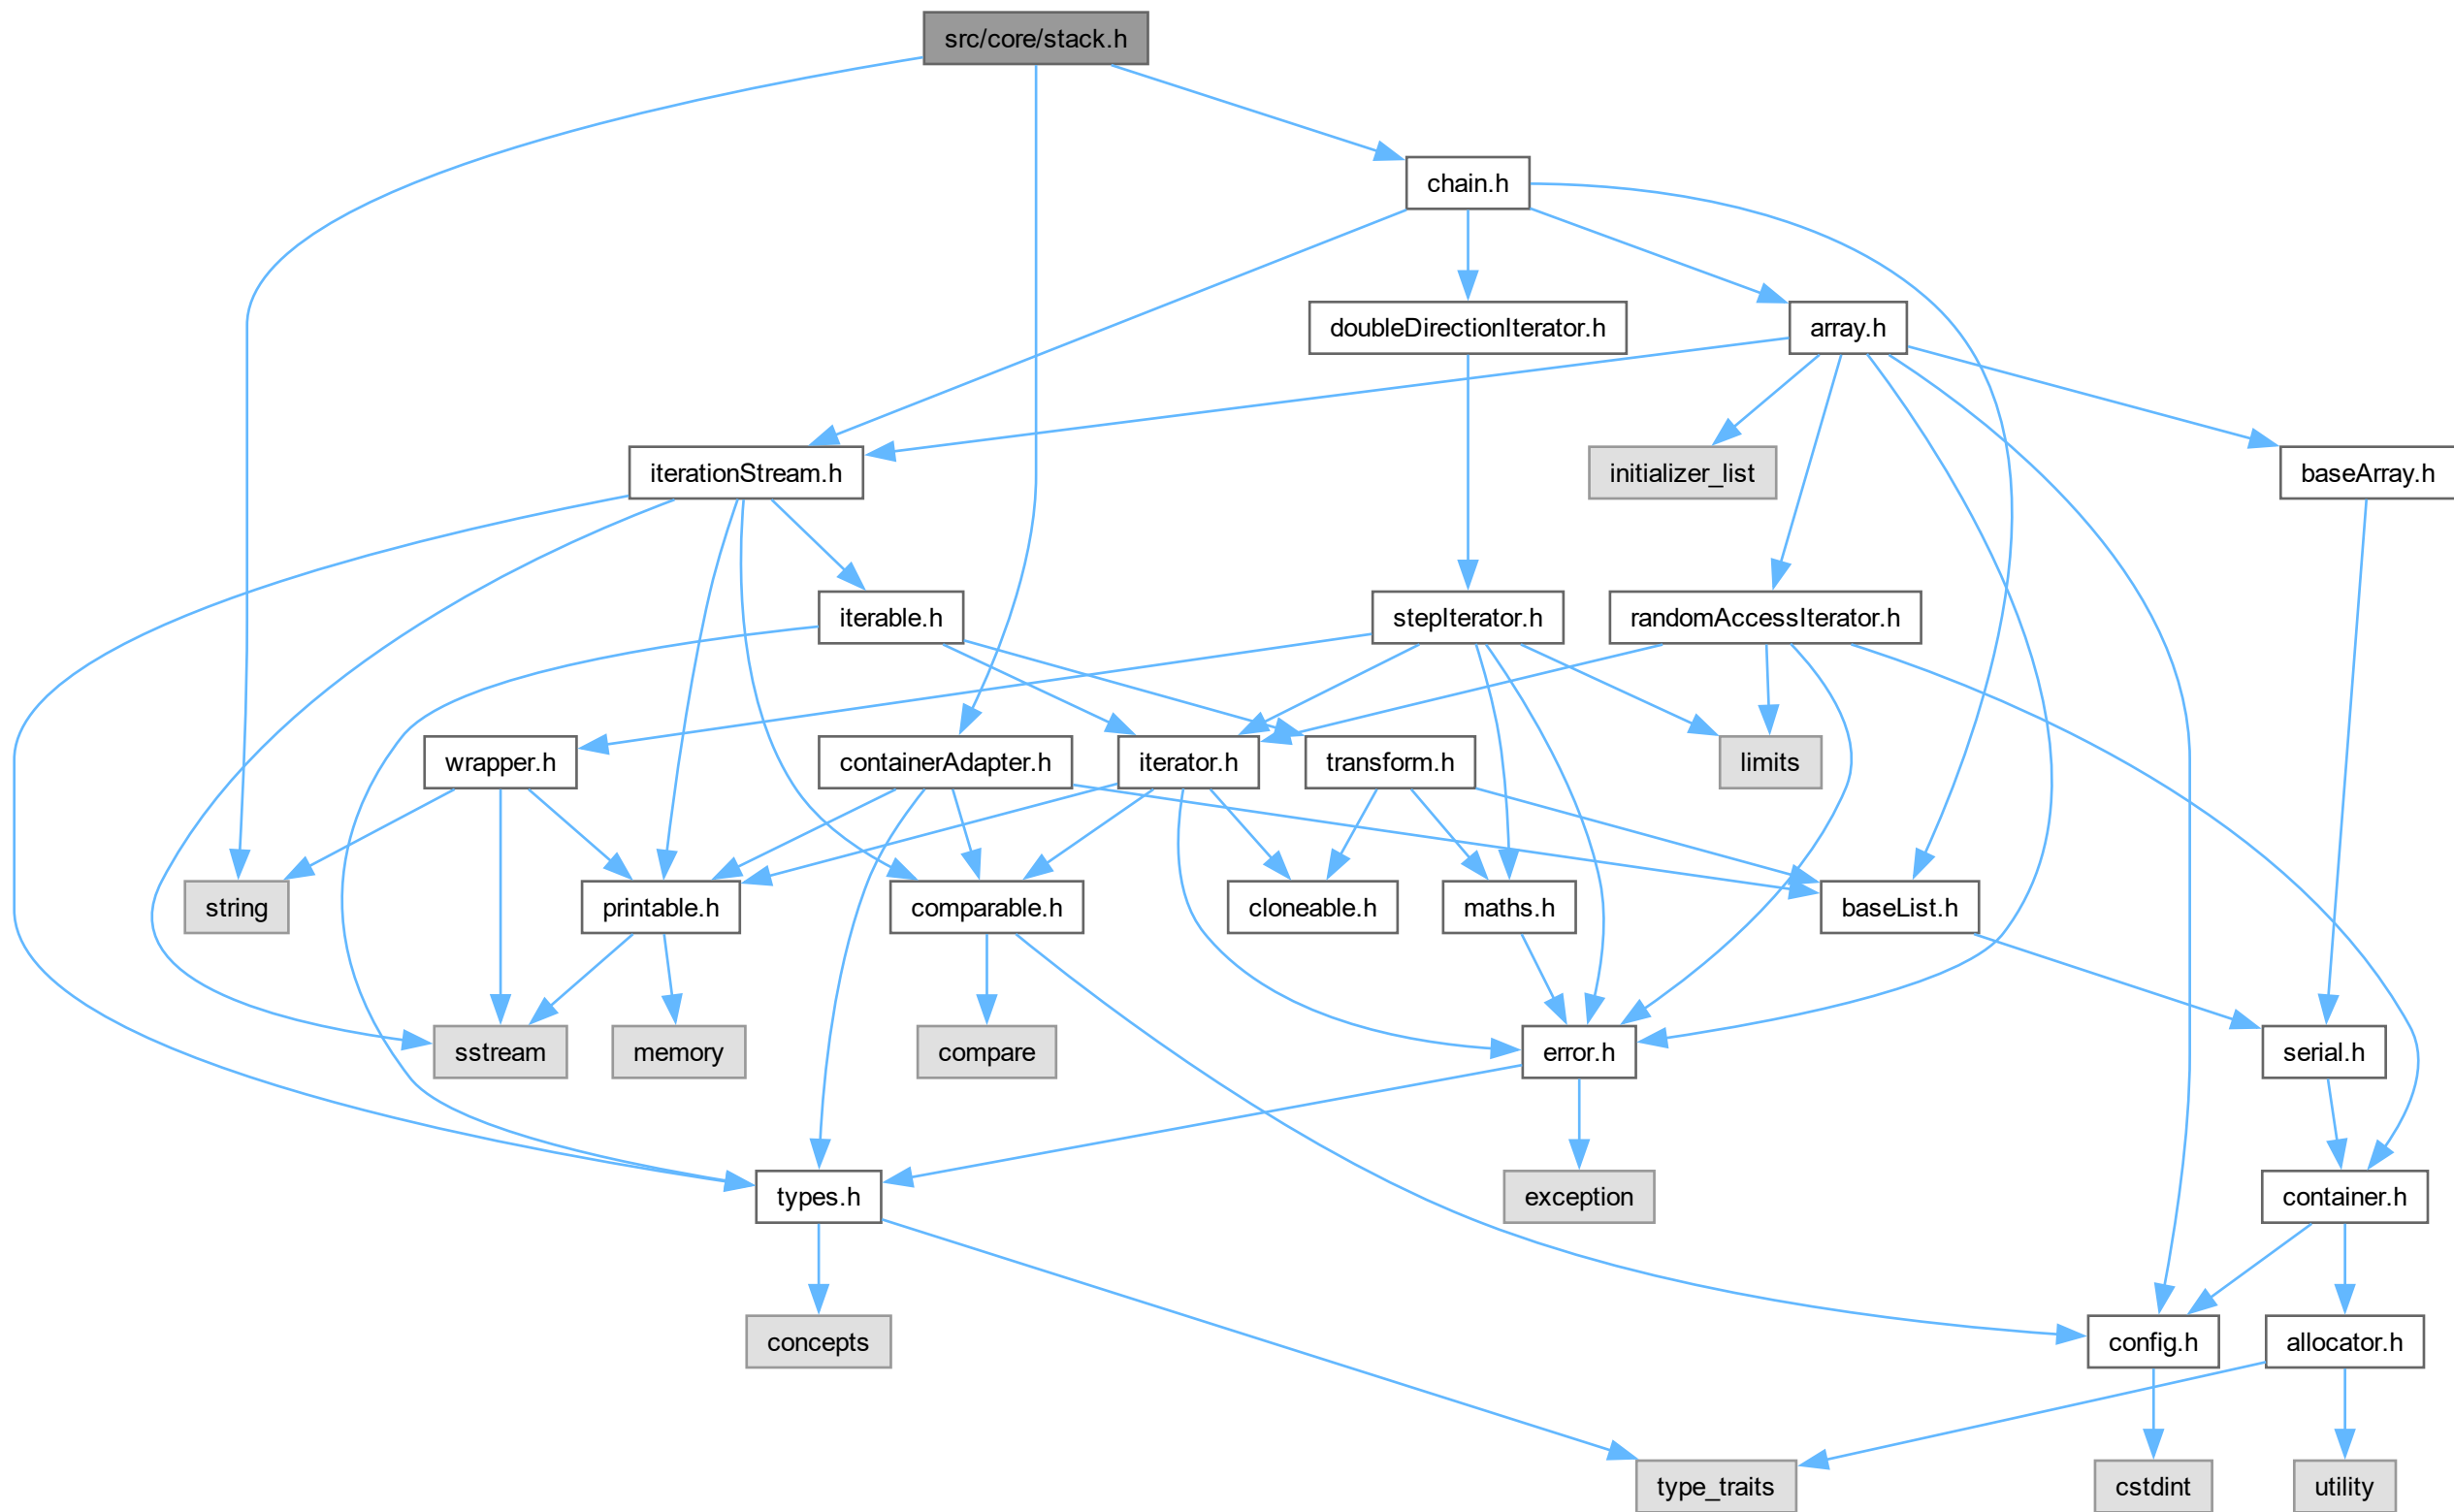 src/core/stack.h
chain.h
doubleDirectionIterator.h
array.h
iterationStream.h
initializer_list
baseArray.h
iterable.h
stepIterator.h
randomAccessIterator.h
wrapper.h
containerAdapter.h
iterator.h
transform.h
limits
string
printable.h
comparable.h
cloneable.h
maths.h
baseList.h
sstream
memory
compare
error.h
serial.h
types.h
exception
container.h
concepts
config.h
allocator.h
type_traits
cstdint
utility